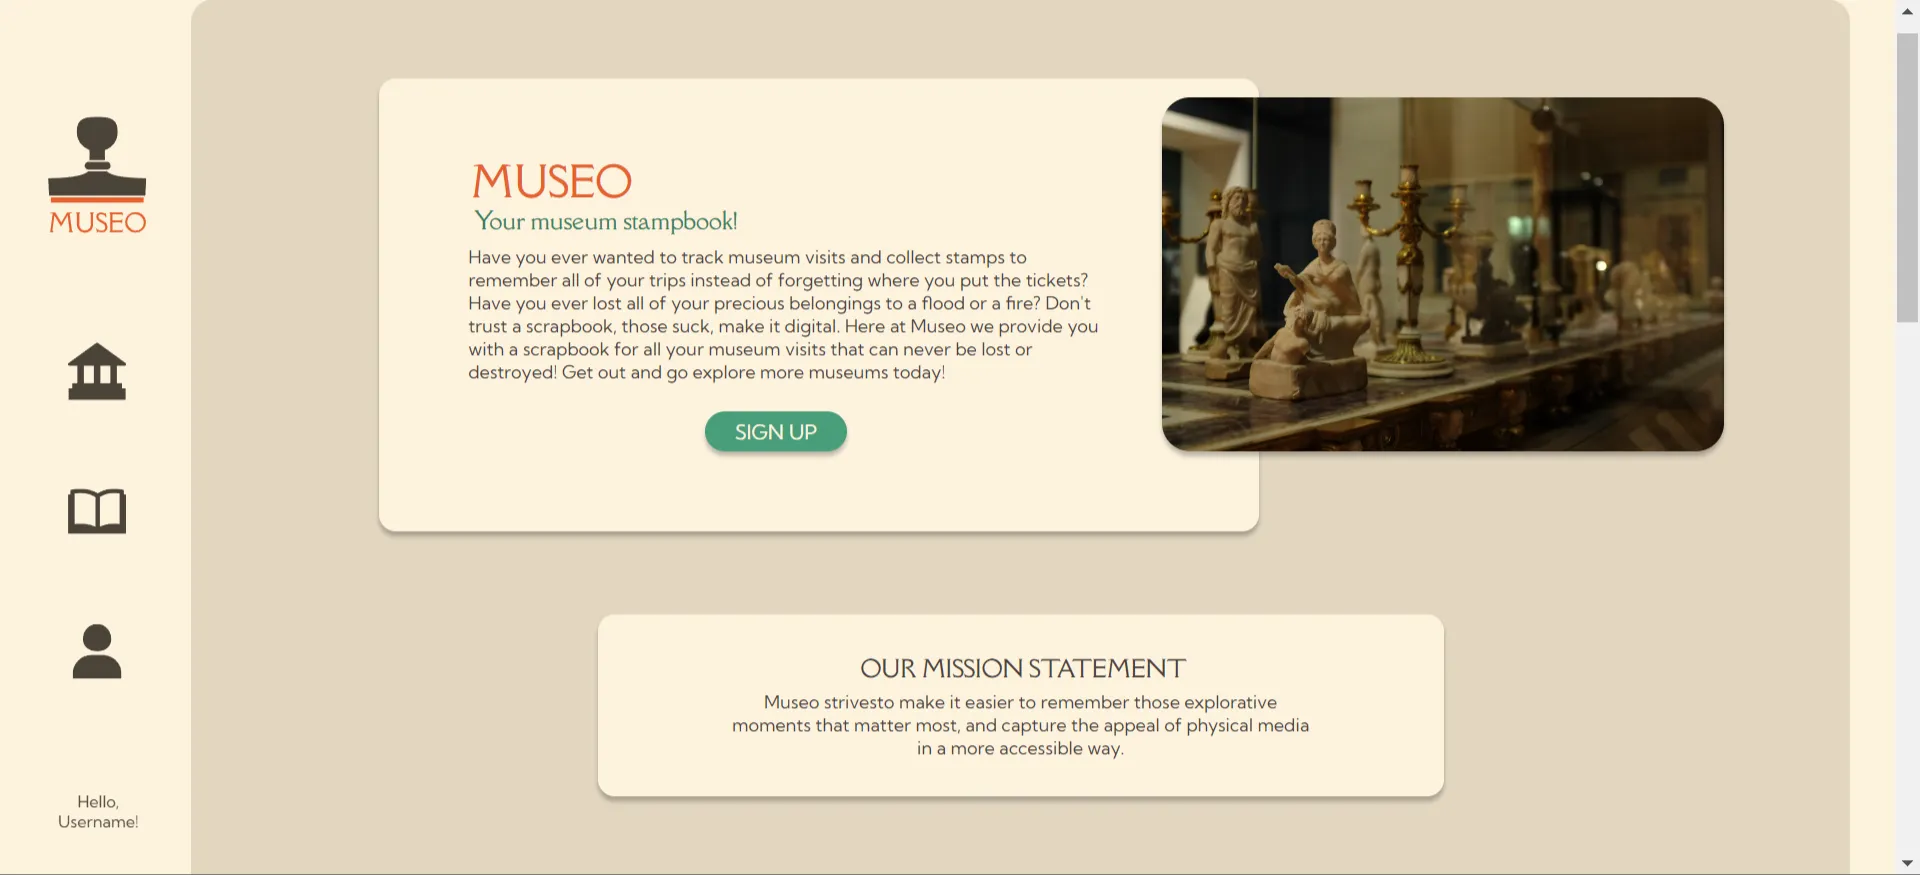 MUSEO
Hello,
Username!
MUSEO
Your museum stampbook!
Have you ever wanted to track museum visits and collect stamps to
remember all of your trips instead of forgetting where you put the tickets?
Have you ever lost all of your precious belongings to a flood or a fire? Don't
trust a scrapbook, those suck, make it digital. Here at Museo we provide you
with a scrapbook for all your museum visits that can never be lost or
destroyed! Get out and go explore more museums today!
SIGN UP
OUR MISSION STATEMENT
Museo strivesto make it easier to remember those explorative
moments that matter most, and capture the appeal of physical media
in a more accessible way.